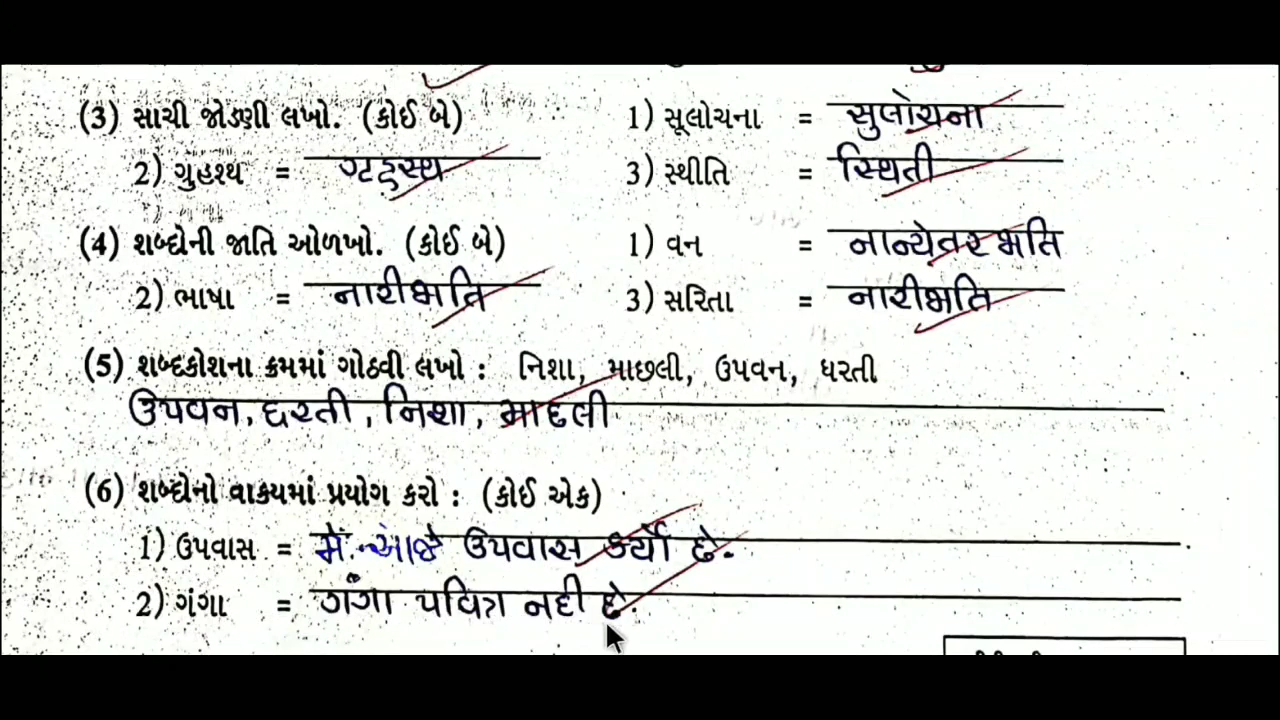 (3) સાચી જોડણી લખો. (કોઈ બે) 1) સૂલોચના = સુલોચના
2) ગ્રુહશ્થ = ગૃહસ્થ 3) સ્થીતિ = સ્થિતી
(4) શબ્દોની જાતિ ઓળખો. (કોઈ બે) 1) વન = નાન્યેતર જાતિ
2) ભાષા = નારીજાતિ 3) સરિતા = નારીજાતિ
(5) શબ્દકોશના ક્રમમાં ગોઠવી લખો : નિશા, માછલી, ઉપવન, ધરતી
ઉપવન, ધરતી, નિશા, માછલી
(6) શબ્દોનો વાક્યમાં પ્રયોગ કરો : (કોઈ એક)
1) ઉપવાસ = મેં આજે ઉપવાસ કર્યો છે.
2) ગંગા = ગંગા પવિત્ર નદી છે.